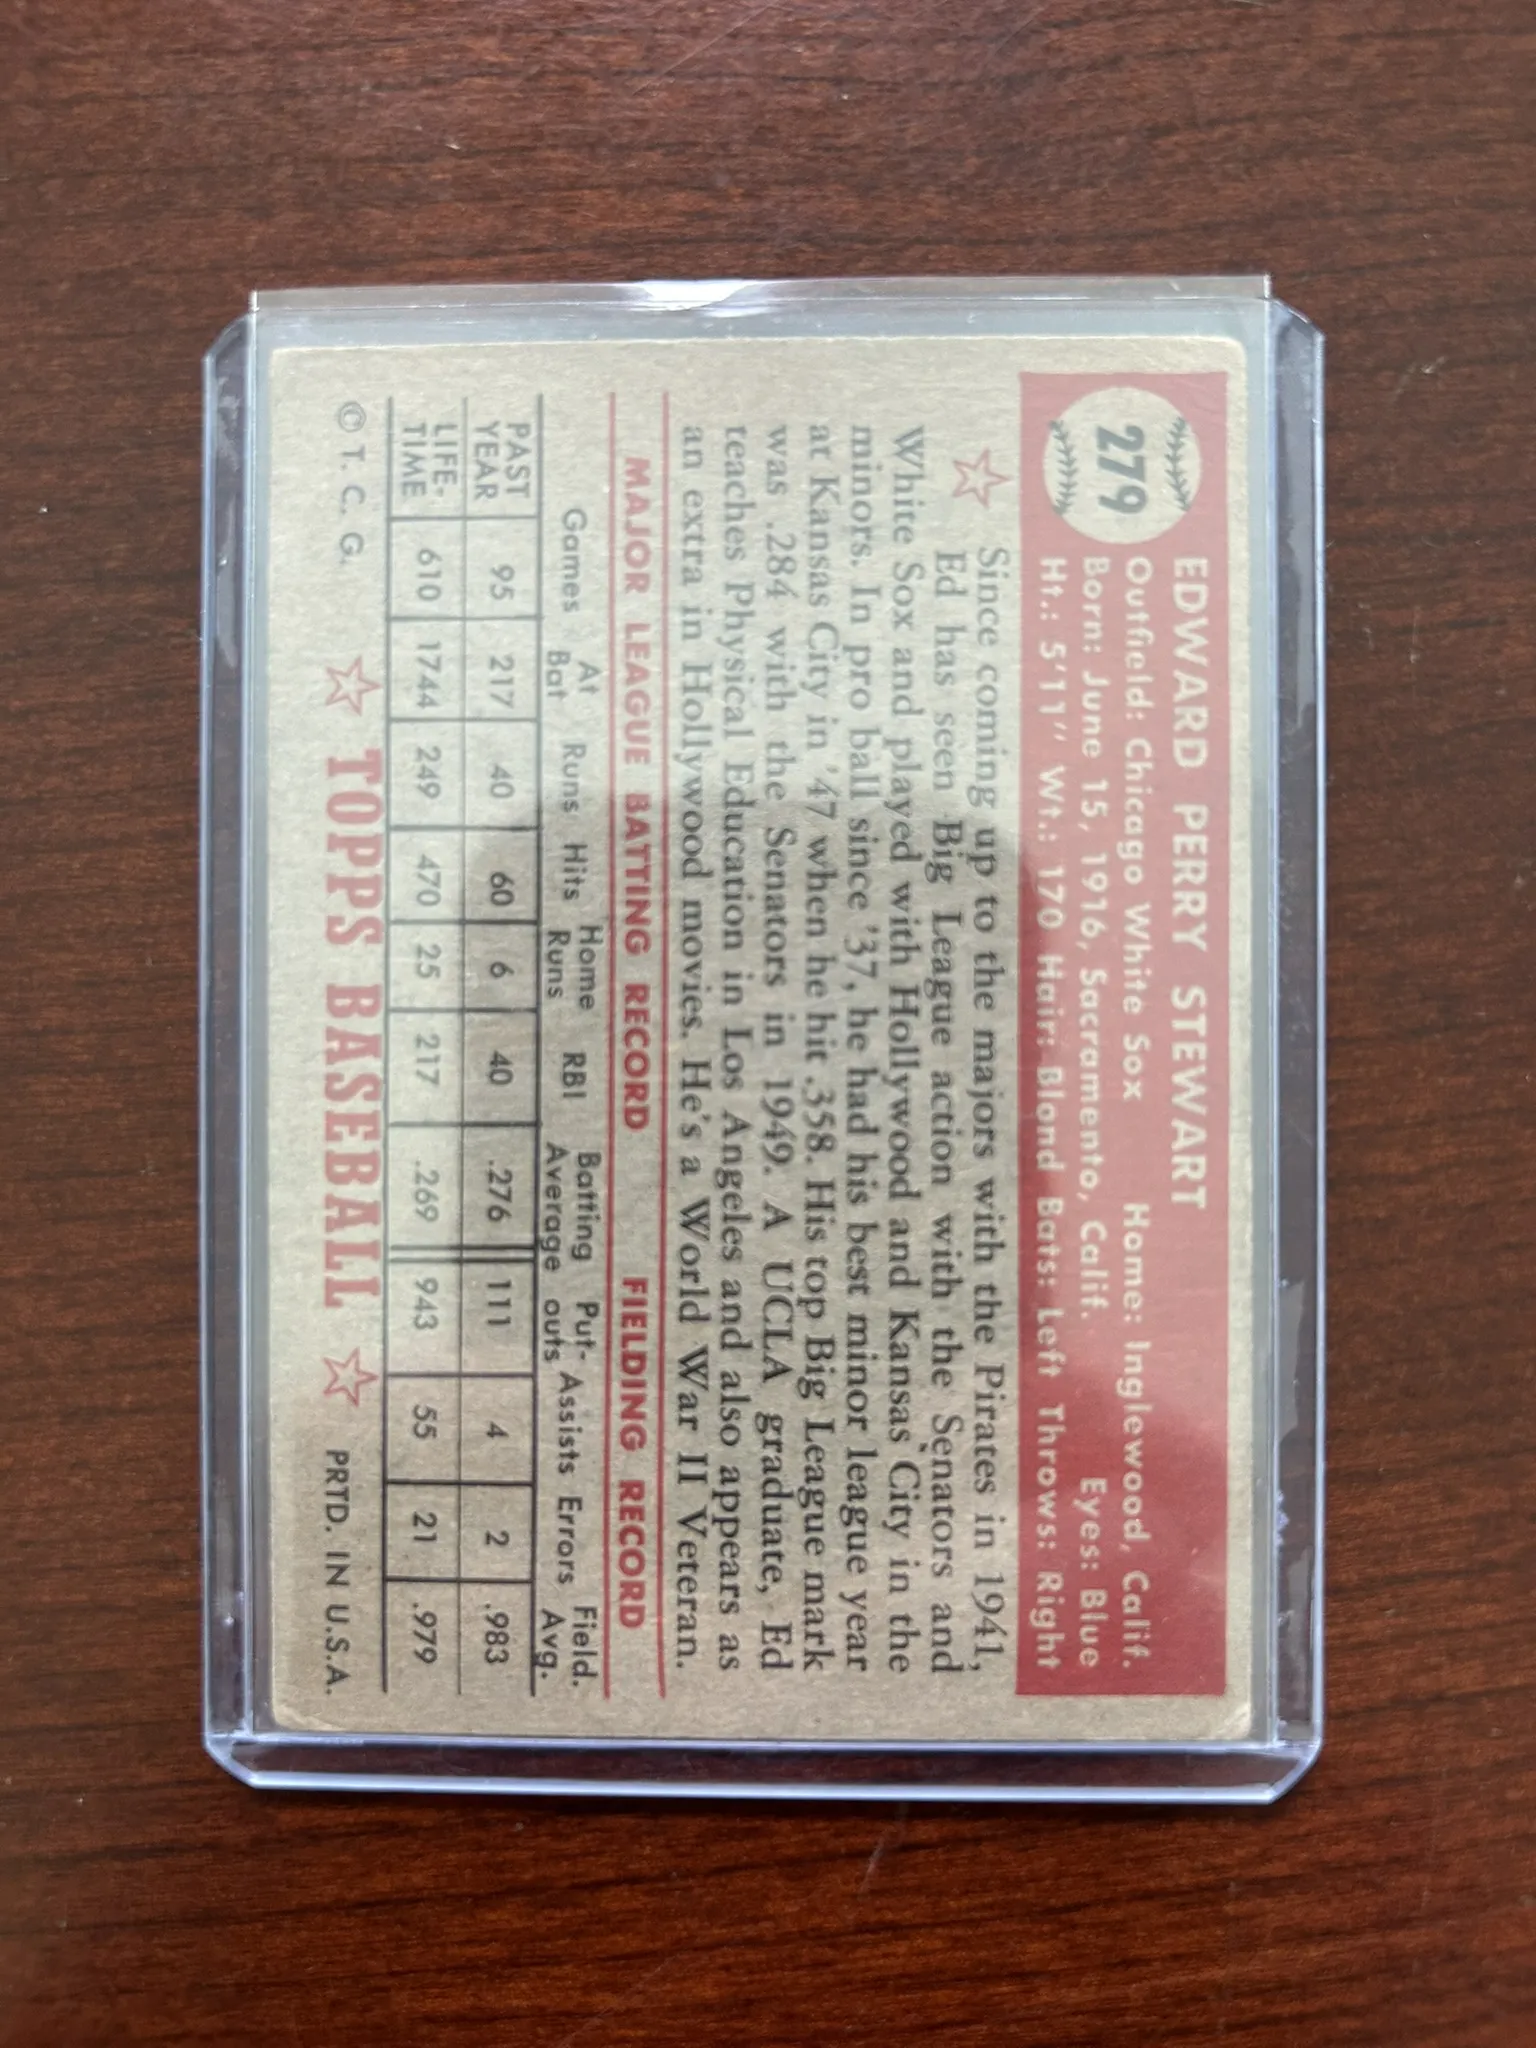 279
EDWARD PERRY STEWART
Outfield: Chicago White Sox Home: Inglewood, Calif.
Born: June 15, 1916, Sacramento, Calif. Eyes: Blue
Ht.: 5'11" Wt.: 170 Hair: Blond Bats: Left Throws: Right
Since coming up to the majors with the Pirates in 1941,
Ed has seen Big League action with the Senators and
White Sox and played with Hollywood and Kansas City in the
minors. In pro ball since '37, he had his best minor league year
at Kansas City in '47 when he hit .358. His top Big League mark
was .284 with the Senators in 1949. A UCLA graduate, Ed
teaches Physical Education in Los Angeles and also appears as
an extra in Hollywood movies. He's a World War II Veteran.
MAJOR LEAGUE BATTING RECORD FIELDING RECORD
Games At Bat Runs Hits Home Runs RBI Batting Average Put-outs Assists Errors Field. Avg.
PAST YEAR 95 217 40 60 6 40 .276 111 4 2 .983
LIFE-TIME 610 1744 249 470 25 217 .269 943 55 21 .979
© T. C. G. TOPPS BASEBALL PRTD. IN U.S.A.